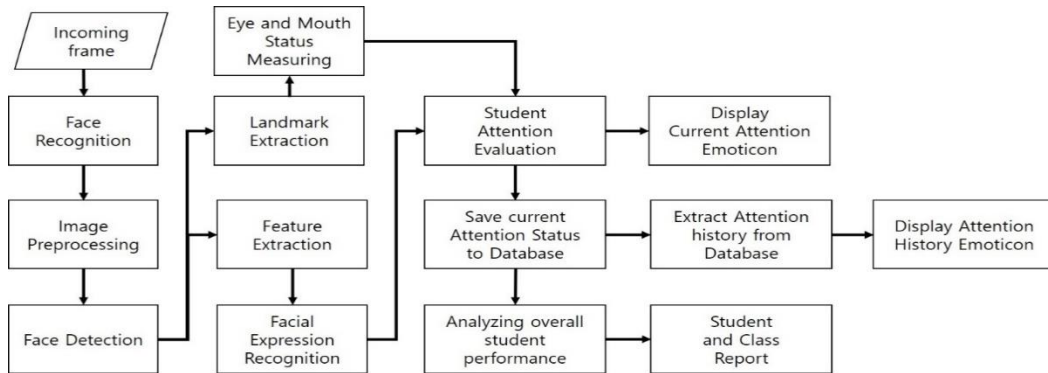 Incoming
frame
Face
Recognition
Image
Preprocessing
Face Detection
Eye and Mouth
Status
Measuring
Landmark
Extraction
Feature
Extraction
Facial
Expression
Recognition
Student
Attention
Evaluation
Save current
Attention Status
to Database
Analyzing overall
student
performance
Display
Current Attention
Emoticon
Extract Attention
history from
Database
Student
and Class
Report
Display Attention
History Emoticon